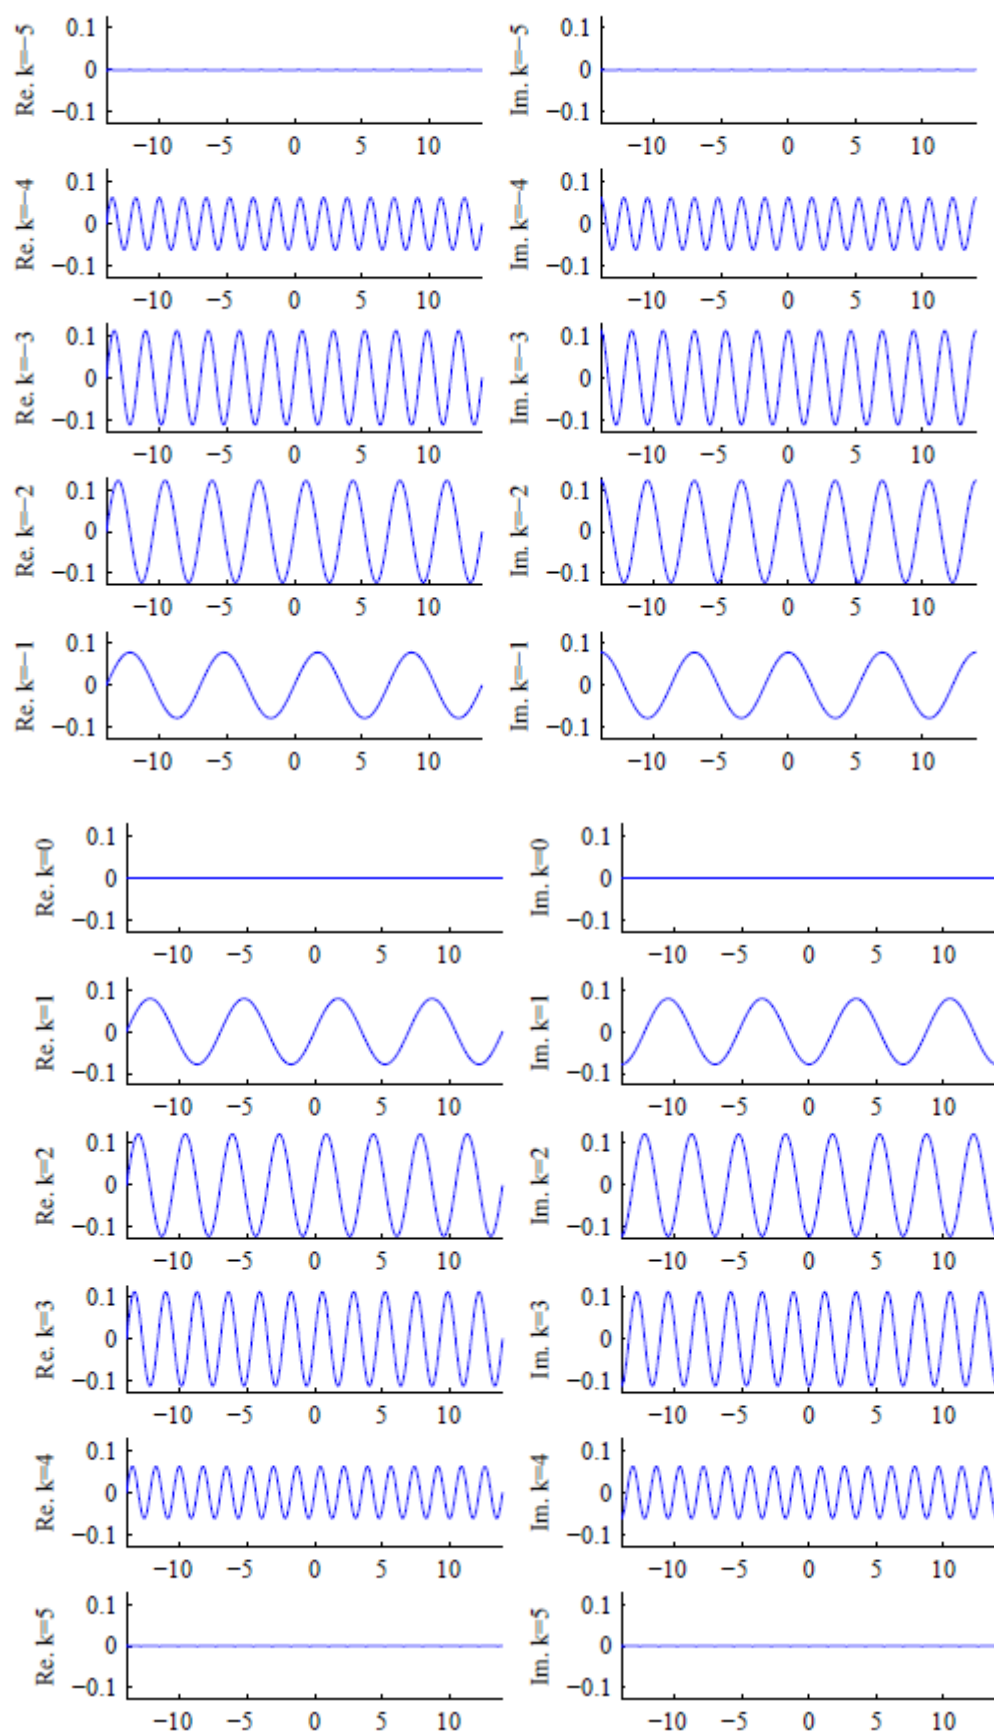 Re. k=−5 0.1 0 −0.1 −10 −5 0 5 10
Im. k=−5 0.1 0 −0.1 −10 −5 0 5 10
Re. k=−4 0.1 0 −0.1 −10 −5 0 5 10
Im. k=−4 0.1 0 −0.1 −10 −5 0 5 10
Re. k=−3 0.1 0 −0.1 −10 −5 0 5 10
Im. k=−3 0.1 0 −0.1 −10 −5 0 5 10
Re. k=−2 0.1 0 −0.1 −10 −5 0 5 10
Im. k=−2 0.1 0 −0.1 −10 −5 0 5 10
Re. k=−1 0.1 0 −0.1 −10 −5 0 5 10
Im. k=−1 0.1 0 −0.1 −10 −5 0 5 10
Re. k=0 0.1 0 −0.1 −10 −5 0 5 10
Im. k=0 0.1 0 −0.1 −10 −5 0 5 10
Re. k=1 0.1 0 −0.1 −10 −5 0 5 10
Im. k=1 0.1 0 −0.1 −10 −5 0 5 10
Re. k=2 0.1 0 −0.1 −10 −5 0 5 10
Im. k=2 0.1 0 −0.1 −10 −5 0 5 10
Re. k=3 0.1 0 −0.1 −10 −5 0 5 10
Im. k=3 0.1 0 −0.1 −10 −5 0 5 10
Re. k=4 0.1 0 −0.1 −10 −5 0 5 10
Im. k=4 0.1 0 −0.1 −10 −5 0 5 10
Re. k=5 0.1 0 −0.1 −10 −5 0 5 10
Im. k=5 0.1 0 −0.1 −10 −5 0 5 10